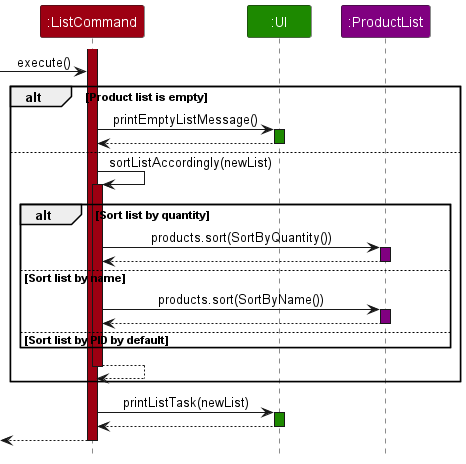 :ListCommand
:UI
:ProductList
execute()
alt
[Product list is empty]
printEmptyListMessage()
sortListAccordingly(newList)
alt
[Sort list by quantity]
products.sort(SortByQuantity())
[Sort list by name]
products.sort(SortByName())
[Sort list by PID by default]
printListTask(newList)